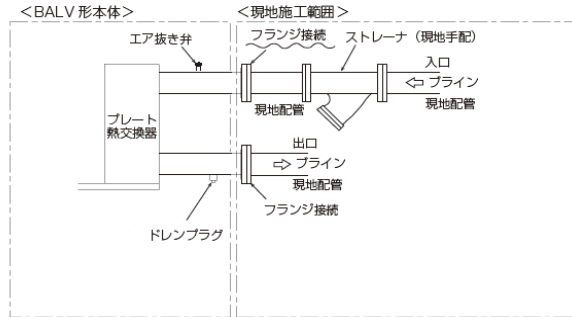 ＜BALV 形本体＞
＜現地施工範囲＞
エア抜き弁
フランジ接続
ストレーナ（現地手配）
入口
⇦ ブライン
現地配管
現地配管
プレート
熱交換器
出口
⇨ ブライン
現地配管
フランジ接続
ドレンプラグ